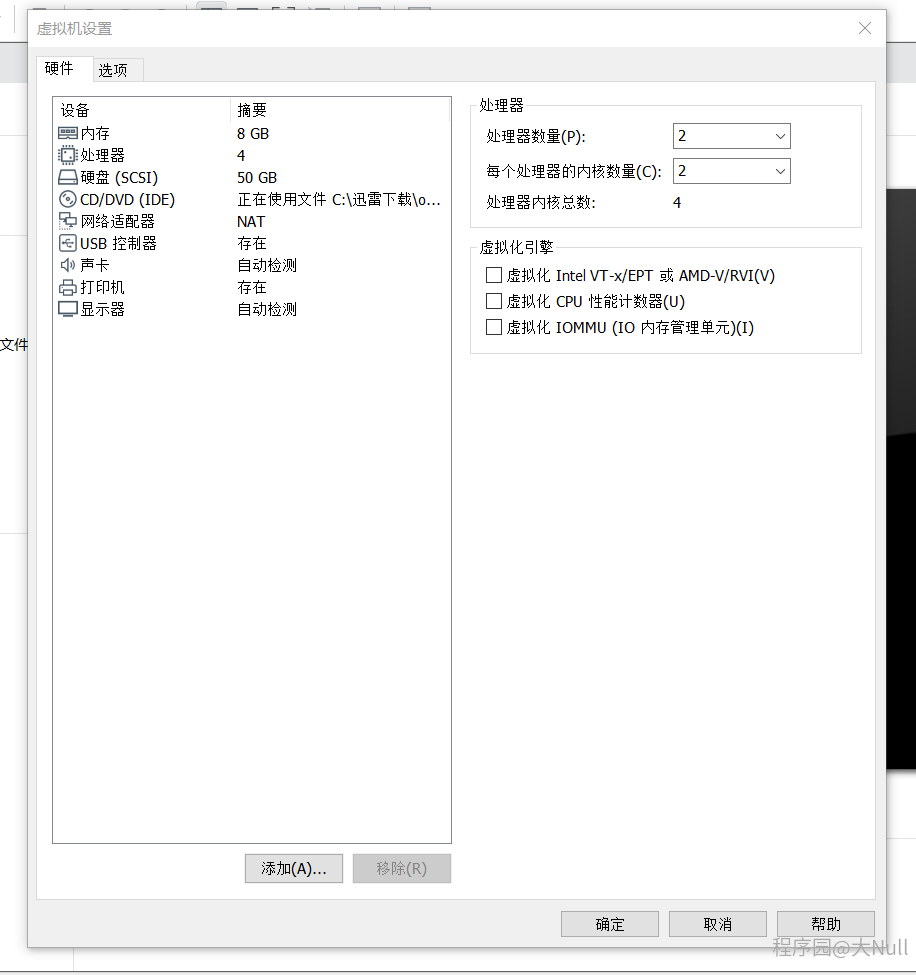 虚拟机设置
硬件 选项
设备 摘要
内存 8 GB
处理器 4
硬盘 (SCSI) 50 GB
CD/DVD (IDE) 正在使用文件 C:\迅雷下载\o...
网络适配器 NAT
USB 控制器 存在
声卡 自动检测
打印机 存在
显示器 自动检测
添加(A)... 移除(R)
处理器
处理器数量(P): 2
每个处理器的内核数量(C): 2
处理器内核总数: 4
虚拟化引擎
虚拟化 Intel VT-x/EPT 或 AMD-V/RVI(V)
虚拟化 CPU 性能计数器(U)
虚拟化 IOMMU (IO 内存管理单元)(I)
文件
确定 取消 帮助
程序园@大Null